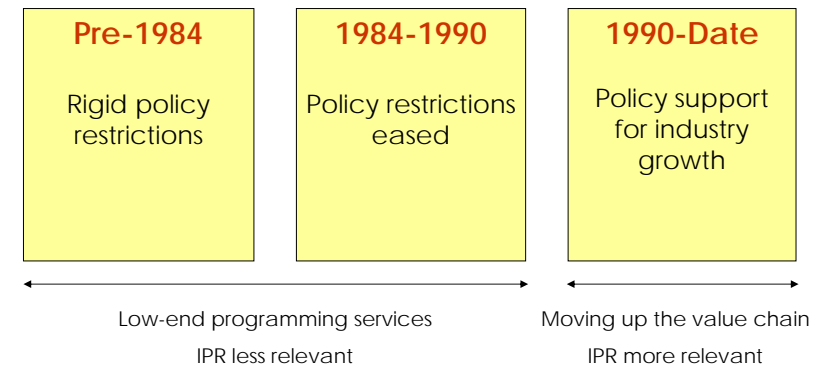 Pre-1984
Rigid policy
restrictions
1984-1990
Policy restrictions
eased
1990-Date
Policy support
for industry
growth
Low-end programming services
IPR less relevant
Moving up the value chain
IPR more relevant